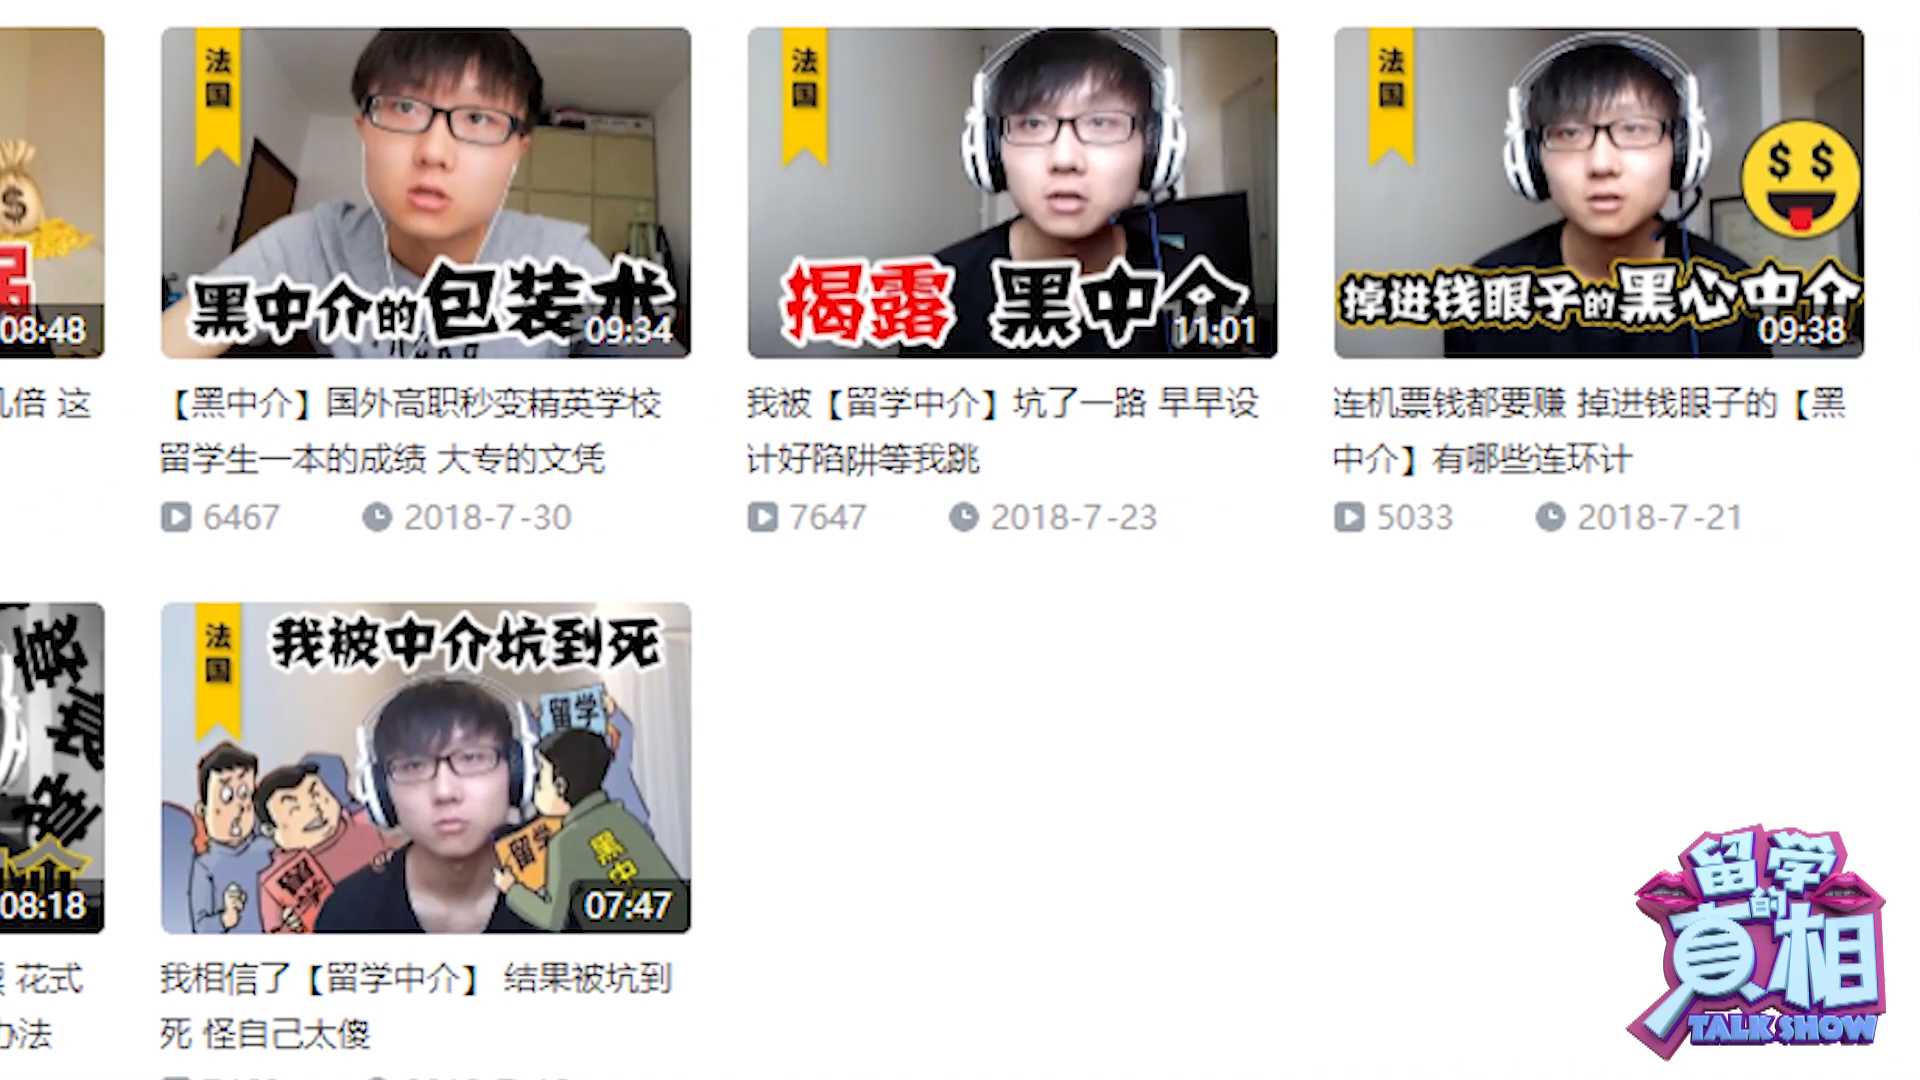 法国
黑中介的包装术
09:34
法国
揭露 黑中介
11:01
法国
掉进钱眼子的黑心中介
09:38
08:48
几倍 这
【黑中介】国外高职秒变精英学校
留学生一本的成绩 大专的文凭
6467 2018-7-30
我被【留学中介】坑了一路 早早设
计好陷阱等我跳
7647 2018-7-23
连机票钱都要赚 掉进钱眼子的【黑
中介】有哪些连环计
5033 2018-7-21
法国
我被中介坑到死
留学
留学
留学
黑中
07:47
08:18
花式
办法
我相信了【留学中介】 结果被坑到
死 怪自己太傻
留学的真相
TALK SHOW